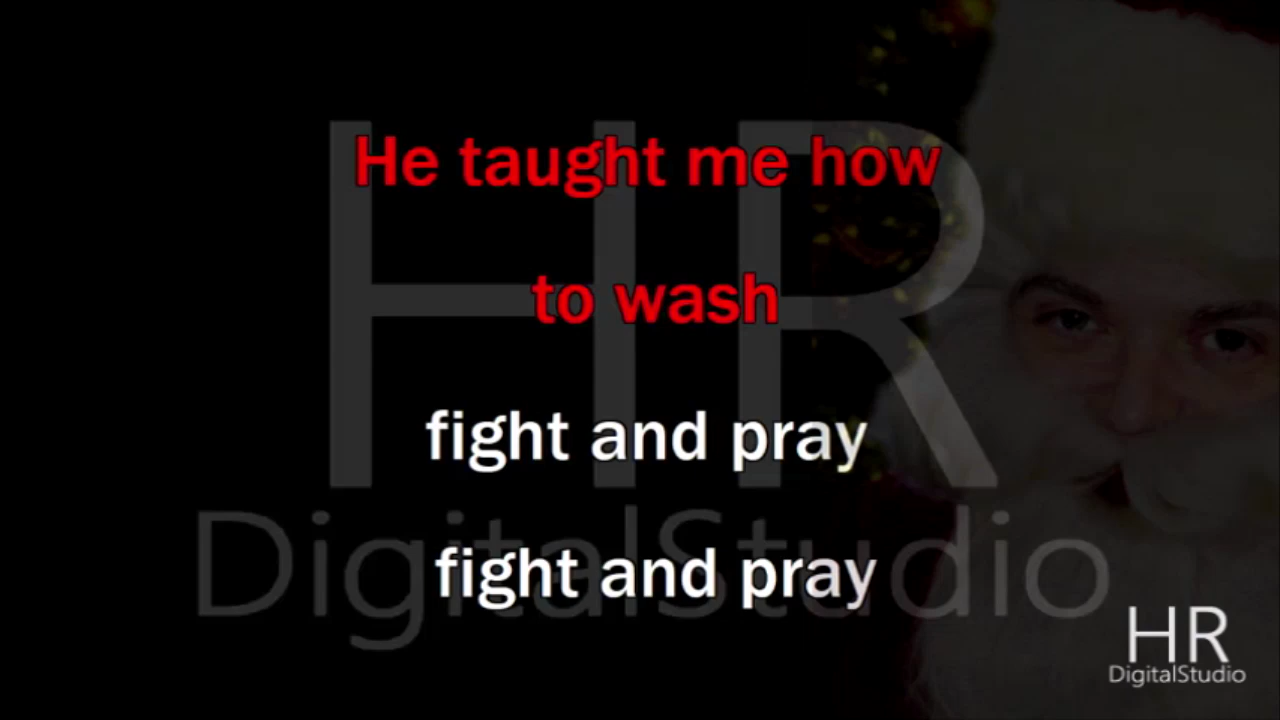 He taught me how
to wash
fight and pray
fight and pray
HR
DigitalStudio
HR
DigitalStudio